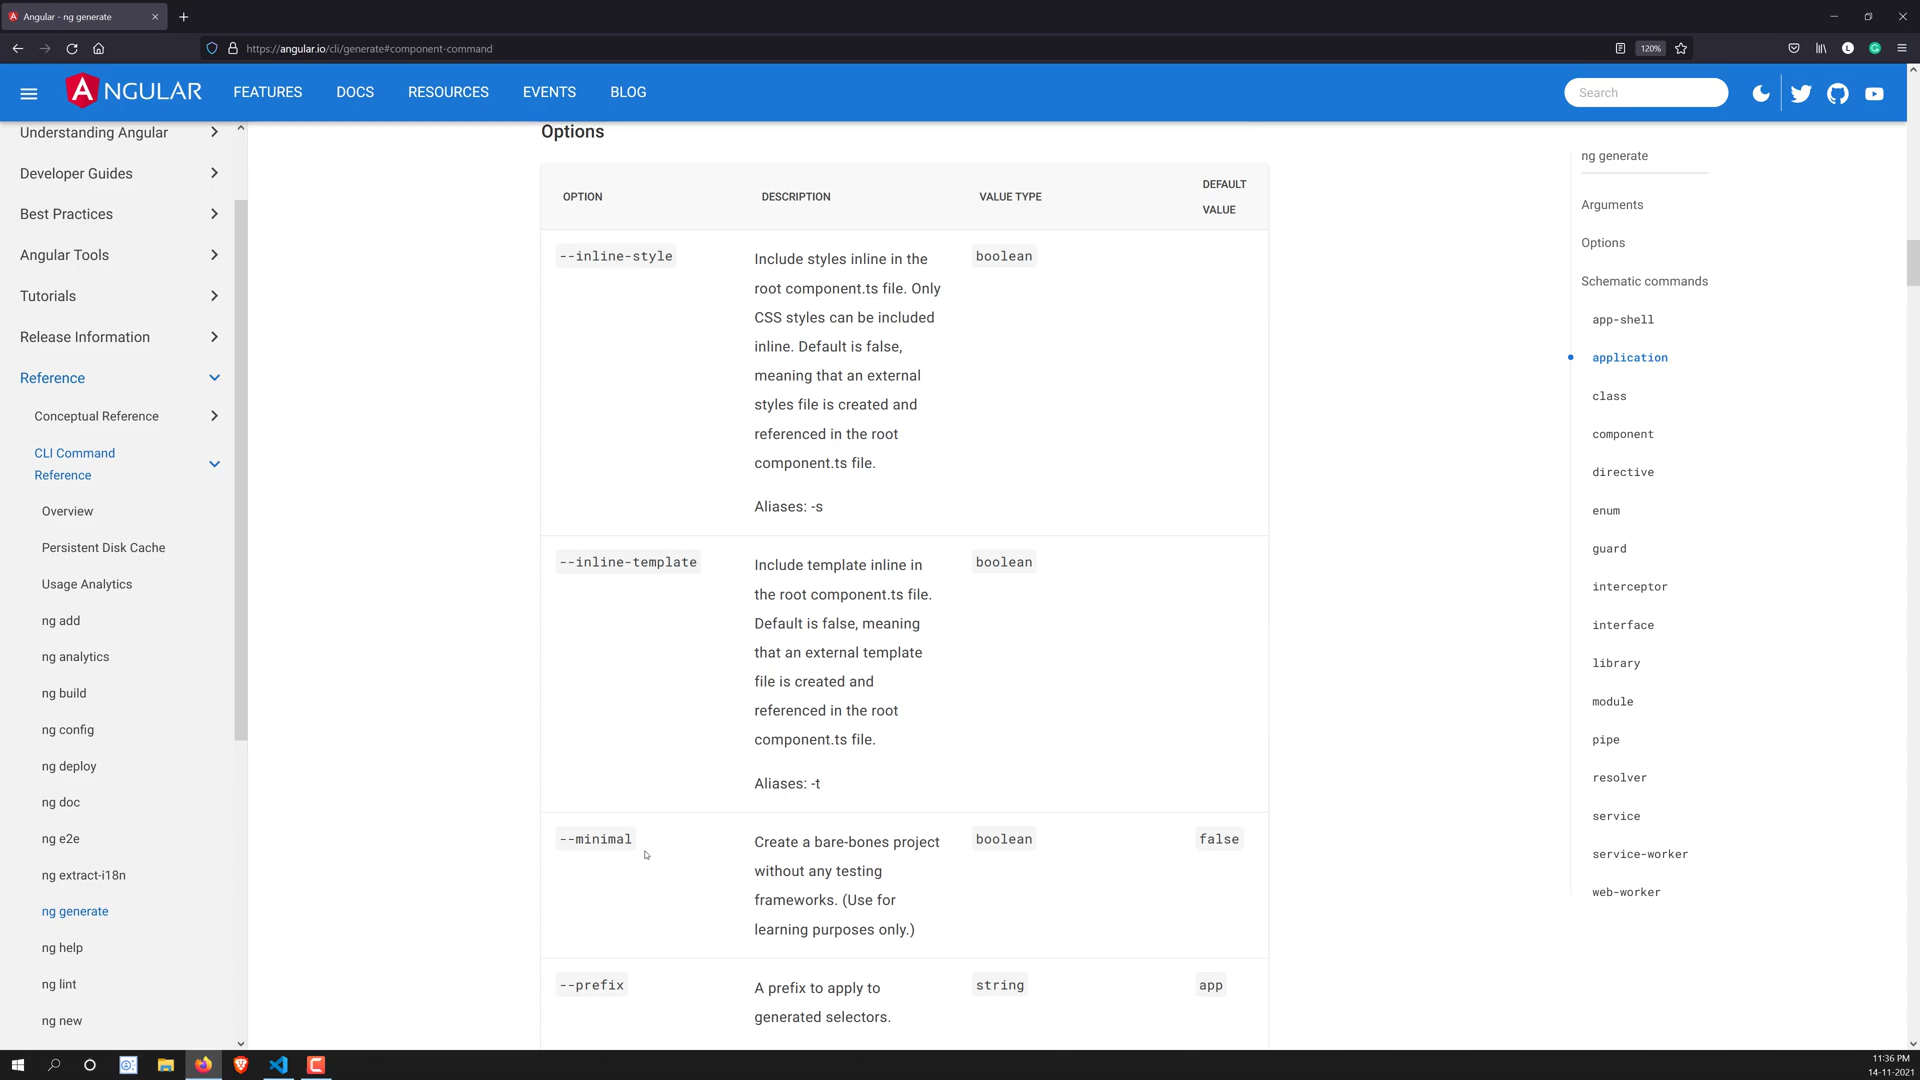 Angular - ng generate
https://angular.io/cli/generate#component-command
120%
ANGULAR
FEATURES
DOCS
RESOURCES
EVENTS
BLOG
Search
Understanding Angular
Developer Guides
Best Practices
Angular Tools
Tutorials
Release Information
Reference
Conceptual Reference
CLI Command
Reference
Overview
Persistent Disk Cache
Usage Analytics
ng add
ng analytics
ng build
ng config
ng deploy
ng doc
ng e2e
ng extract-i18n
ng generate
ng help
ng lint
ng new
Options
OPTION
DESCRIPTION
VALUE TYPE
DEFAULT
VALUE
--inline-style
Include styles inline in the
root component.ts file. Only
CSS styles can be included
inline. Default is false,
meaning that an external
styles file is created and
referenced in the root
component.ts file.
Aliases: -s
boolean
--inline-template
Include template inline in
the root component.ts file.
Default is false, meaning
that an external template
file is created and
referenced in the root
component.ts file.
Aliases: -t
boolean
--minimal
Create a bare-bones project
without any testing
frameworks. (Use for
learning purposes only.)
boolean
false
--prefix
A prefix to apply to
generated selectors.
string
app
ng generate
Arguments
Options
Schematic commands
app-shell
application
class
component
directive
enum
guard
interceptor
interface
library
module
pipe
resolver
service
service-worker
web-worker
11:36 PM
14-11-2021